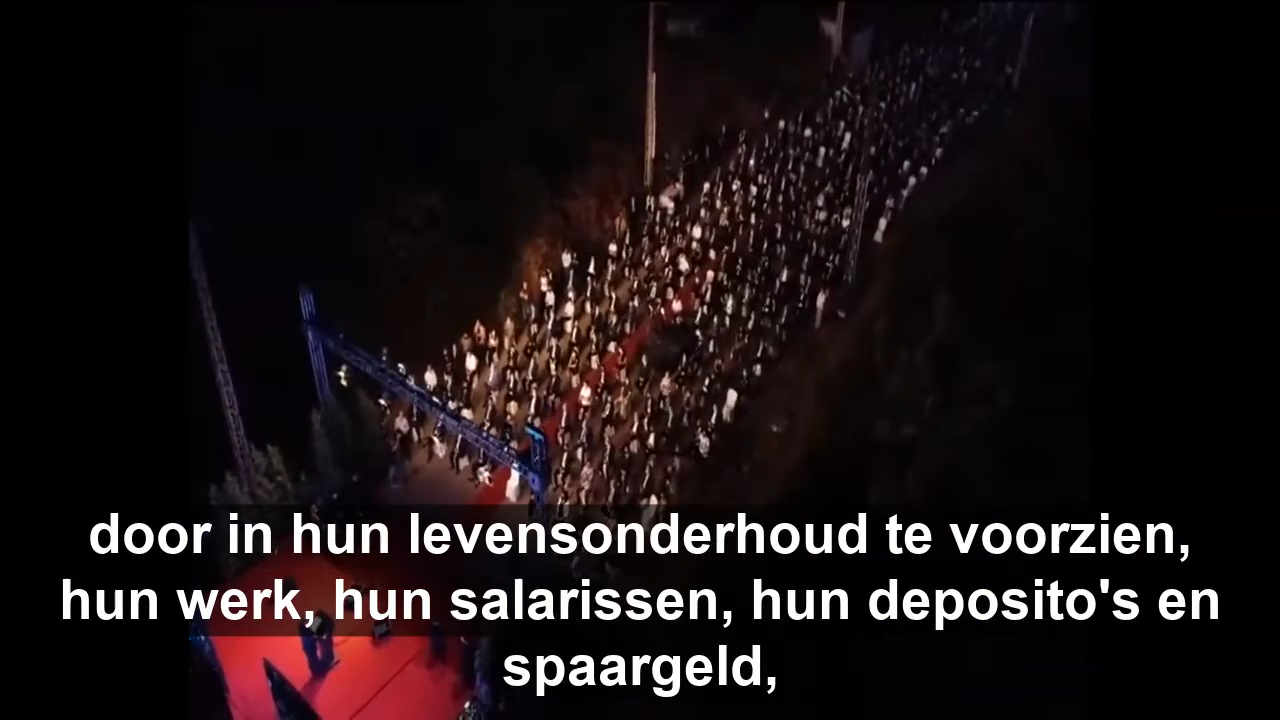 door in hun levensonderhoud te voorzien,
hun werk, hun salarissen, hun deposito's en
spaargeld,